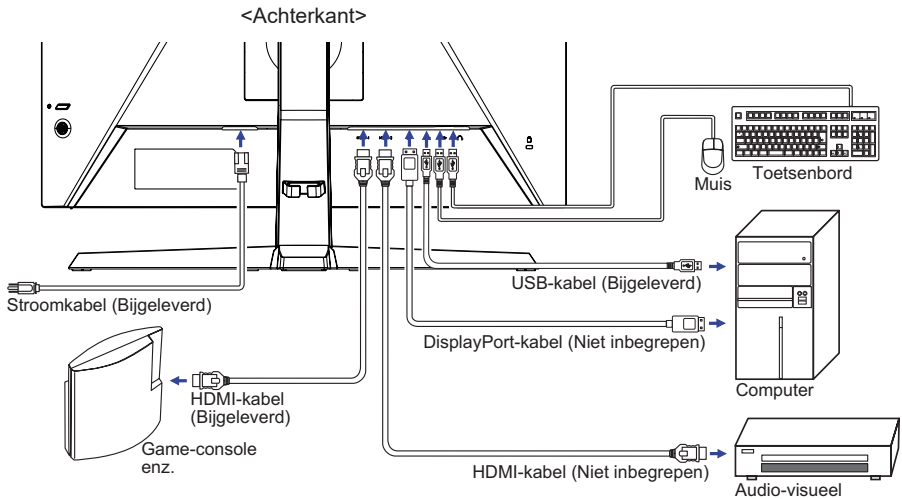 <Achterkant>
Muis
Toetsenbord
USB-kabel (Bijgeleverd)
Stroomkabel (Bijgeleverd)
DisplayPort-kabel (Niet inbegrepen)
Computer
HDMI-kabel
(Bijgeleverd)
Game-console
enz.
HDMI-kabel (Niet inbegrepen)
Audio-visueel